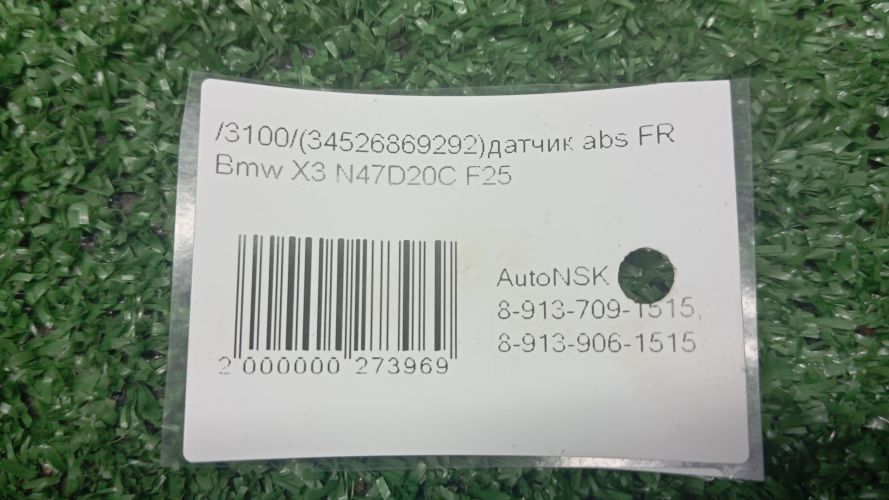 /3100/(34526869292)датчик abs FR
Bmw X3 N47D20C F25
AutoNSK
8-913-709-1515,
8-913-906-1515
2 000000 273969